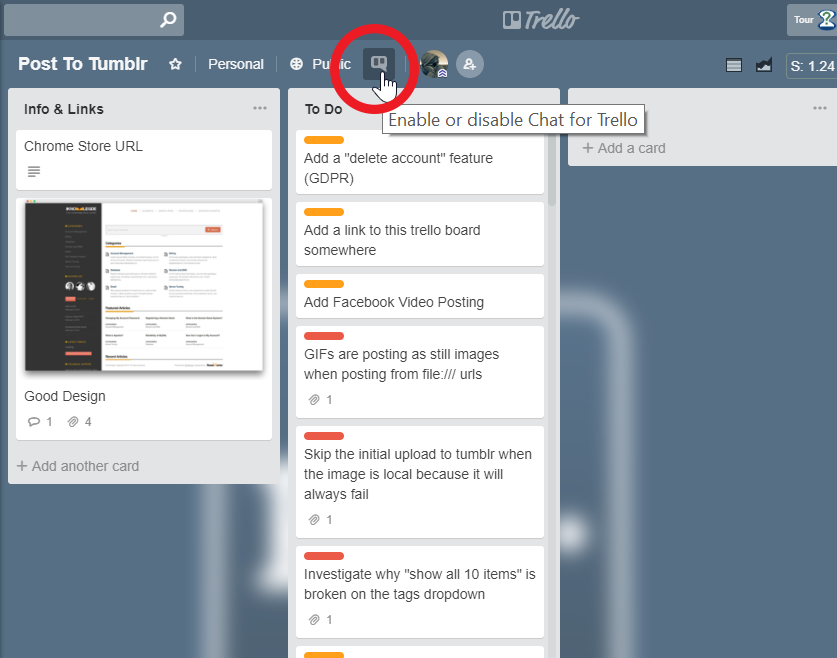 Trello
Tour
Post To Tumblr
Personal
Public
S: 1.24
Enable or disable Chat for Trello
Info & Links
Chrome Store URL
Good Design
1
4
+ Add another card
To Do
Add a "delete account" feature
(GDPR)
Add a link to this trello board
somewhere
Add Facebook Video Posting
GIFs are posting as still images
when posting from file:/// urls
1
Skip the initial upload to tumblr when
the image is local because it will
always fail
1
Investigate why "show all 10 items" is
broken on the tags dropdown
1
+ Add a card